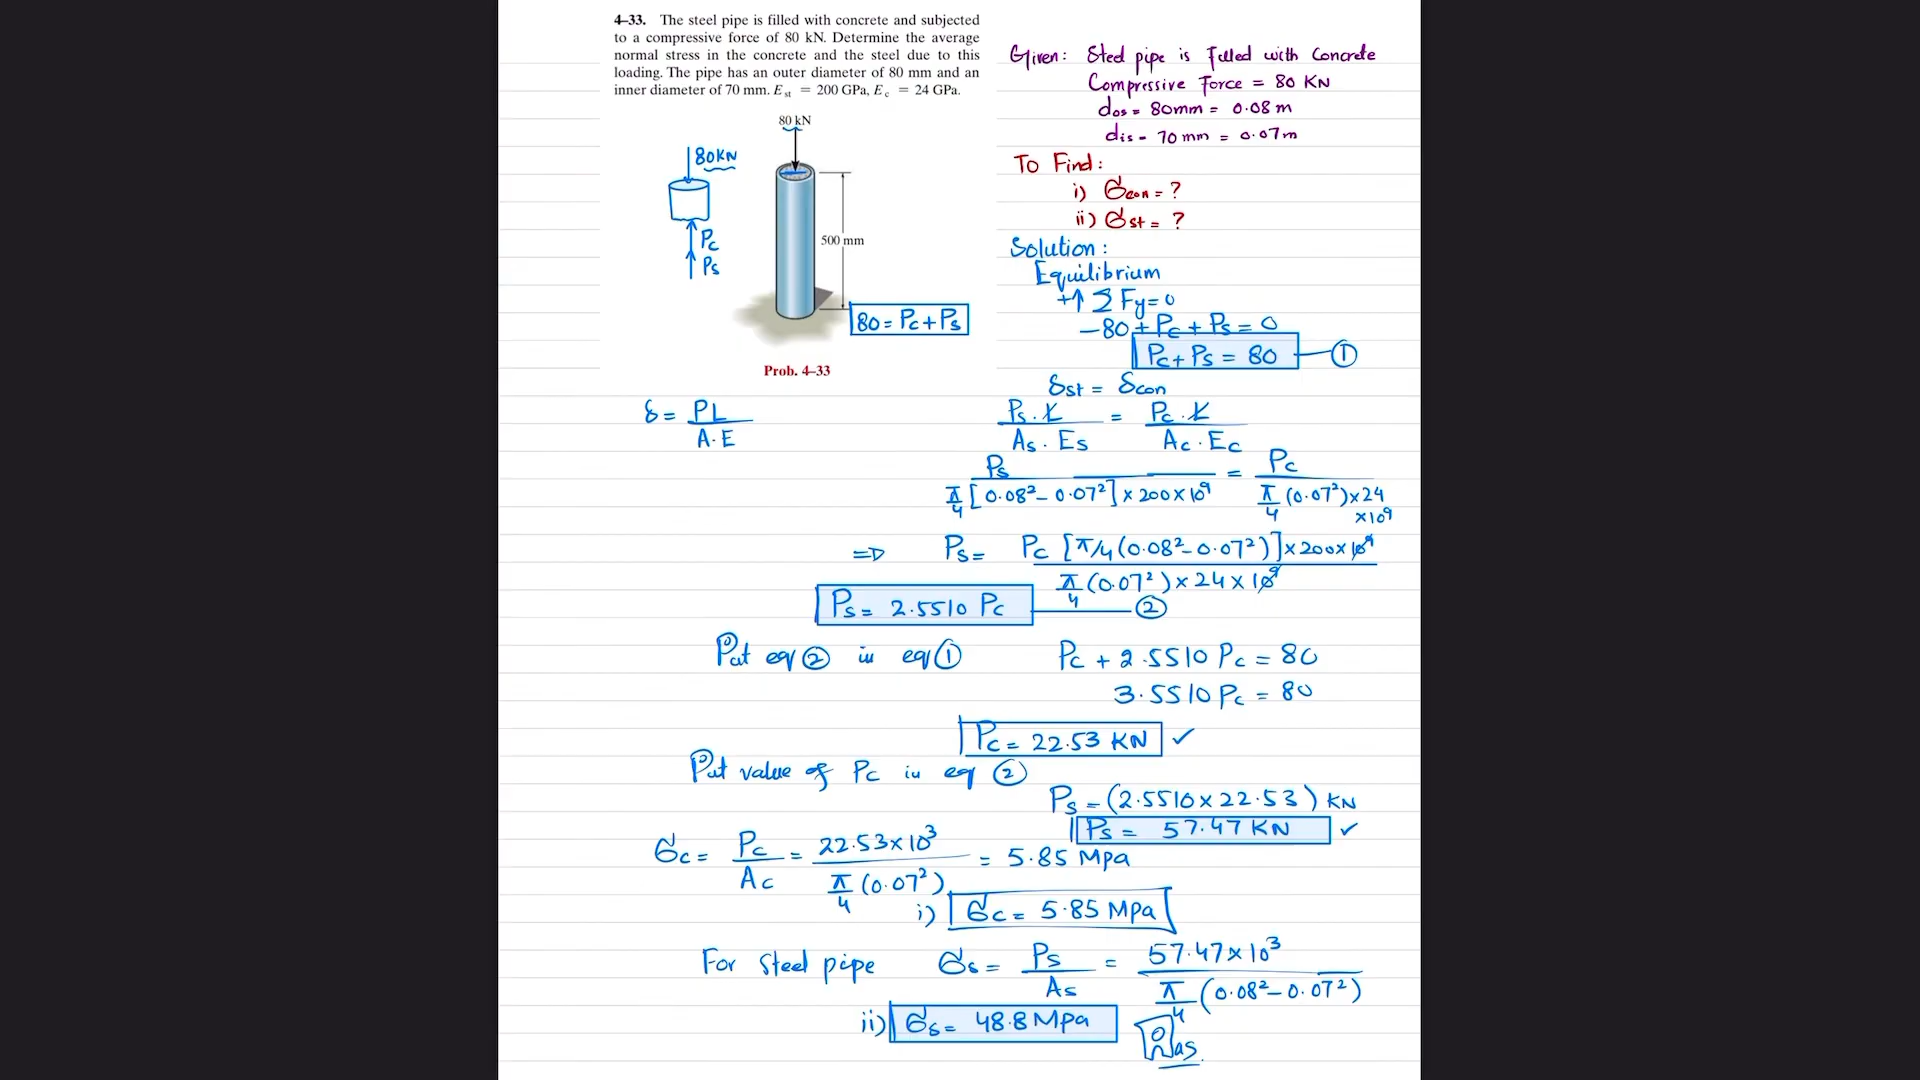 4–33. The steel pipe is filled with concrete and subjected
to a compressive force of 80 kN. Determine the average
normal stress in the concrete and the steel due to this
loading. The pipe has an outer diameter of 80 mm and an
inner diameter of 70 mm. E st = 200 GPa, E c = 24 GPa.
80 kN
80KN
Pc
Ps
500 mm
80 = Pc + Ps
Prob. 4–33
δ = PL / A·E
Given: Steel pipe is filled with Concrete
Compressive Force = 80 KN
dos = 80mm = 0.08 m
dis = 70 mm = 0.07m
To Find:
i) σcon = ?
ii) σst = ?
Solution:
Equilibrium
+↑ Σ Fy = 0
−80 + Pc + Ps = 0
Pc + Ps = 80 — ①
δst = δcon
Ps.L / As.Es = Pc.L / Ac.Ec
Ps / π/4 [0.08² − 0.07²] × 200×10⁹ = Pc / π/4 (0.07²)×24 ×10⁹
⇒ Ps = Pc [π/4 (0.08² − 0.07²)] × 200×10⁹ / π/4 (0.07²) × 24 × 10⁹
Ps = 2.5510 Pc — ②
Put eq ② in eq ①
Pc + 2.5510 Pc = 80
3.5510 Pc = 80
Pc = 22.53 KN ✓
Put value of Pc in eq ②
Ps = (2.5510 × 22.53) KN
Ps = 57.47 KN ✓
σc = Pc / Ac = 22.53×10³ / π/4 (0.07²) = 5.85 Mpa
i) σc = 5.85 Mpa
For Steel pipe σs = Ps / As = 57.47×10³ / π/4 (0.08² − 0.07²)
ii) σs = 48.8 Mpa